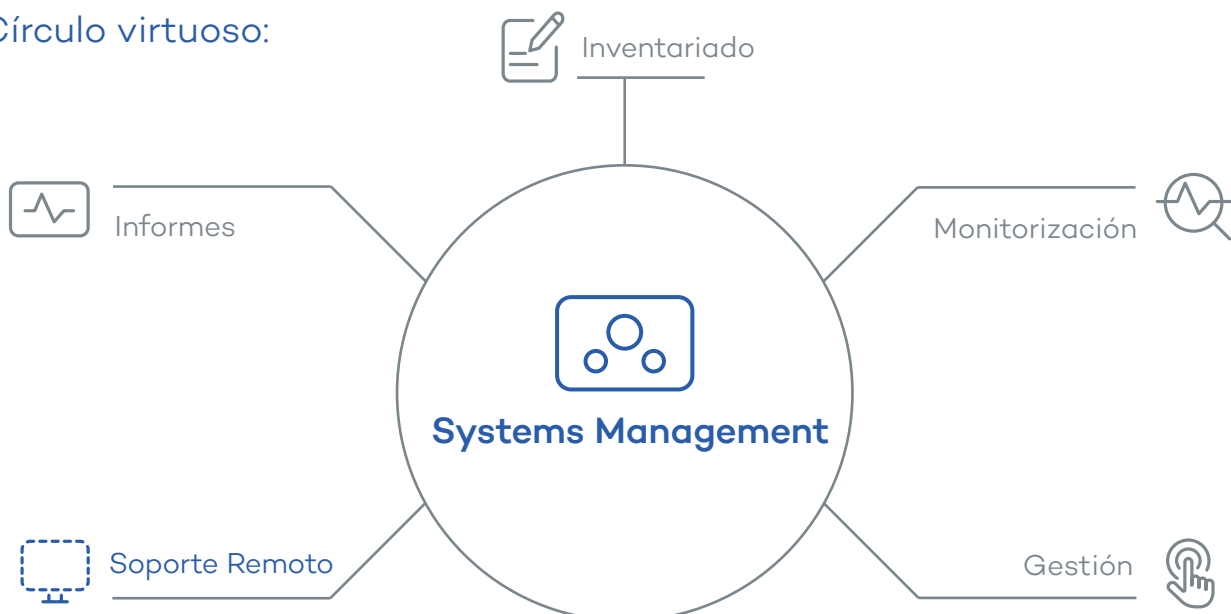 Círculo virtuoso:
Inventariado
Informes
Monitorización
Systems Management
Soporte Remoto
Gestión